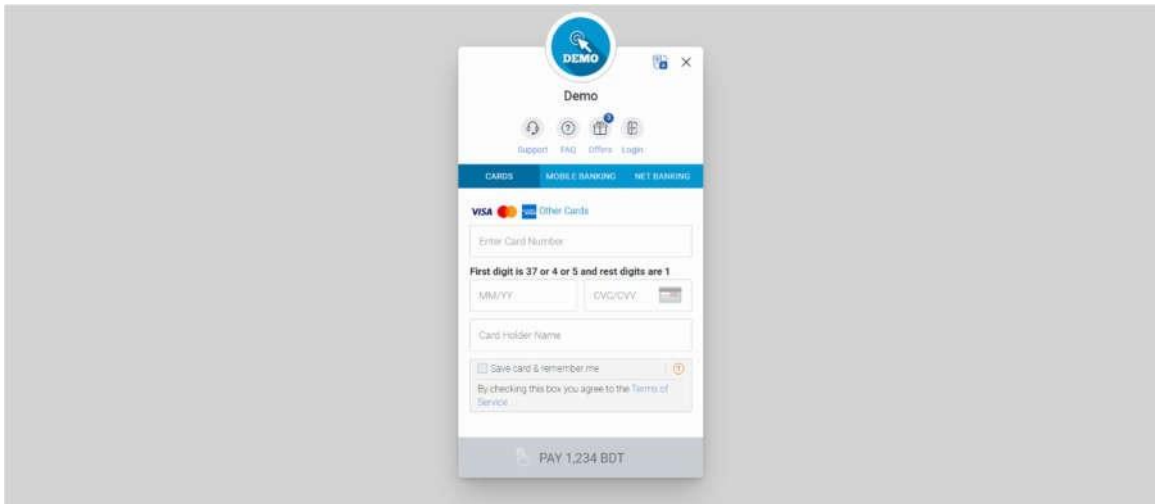 DEMO
Demo
Support FAQ Offers Login
CARDS MOBILE BANKING NET BANKING
VISA Other Cards
Enter Card Number
First digit is 37 or 4 or 5 and rest digits are 1
MM/YY CVC/CVV
Card Holder Name
Save card & remember me
By checking this box you agree to the Terms of
Service
PAY 1,234 BDT